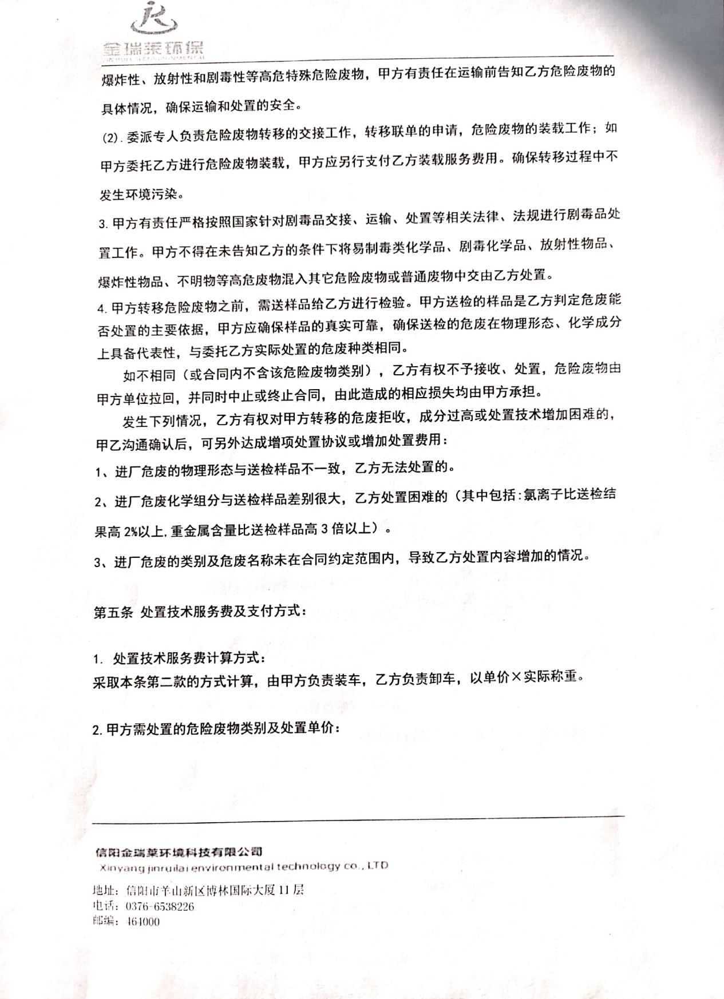 金瑞莱环保
爆炸性、放射性和剧毒性等高危特殊危险废物，甲方有责任在运输前告知乙方危险废物的
具体情况，确保运输和处置的安全。
(2). 委派专人负责危险废物转移的交接工作，转移联单的申请，危险废物的装载工作；如
甲方委托乙方进行危险废物装载，甲方应另行支付乙方装载服务费用。确保转移过程中不
发生环境污染。
3. 甲方有责任严格按照国家针对剧毒品交接、运输、处置等相关法律、法规进行剧毒品处
置工作。甲方不得在未告知乙方的条件下将易制毒类化学品、剧毒化学品、放射性物品、
爆炸性物品、不明物等高危废物混入其它危险废物或普通废物中交由乙方处置。
4. 甲方转移危险废物之前，需送样品给乙方进行检验。甲方送检的样品是乙方判定危废能
否处置的主要依据，甲方应确保样品的真实可靠，确保送检的危废在物理形态、化学成分
上具备代表性，与委托乙方实际处置的危废种类相同。
如不相同（或合同内不含该危险废物类别），乙方有权不予接收、处置，危险废物由
甲方单位拉回，并同时中止或终止合同，由此造成的相应损失均由甲方承担。
发生下列情况，乙方有权对甲方转移的危废拒收，成分过高或处置技术增加困难的，
甲乙沟通确认后，可另外达成增项处置协议或增加处置费用：
1、进厂危废的物理形态与送检样品不一致，乙方无法处置的。
2、进厂危废化学组分与送检样品差别很大，乙方处置困难的（其中包括:氯离子比送检结
果高 2%以上, 重金属含量比送检样品高 3 倍以上）。
3、进厂危废的类别及危废名称未在合同约定范围内，导致乙方处置内容增加的情况。
第五条 处置技术服务费及支付方式：
1. 处置技术服务费计算方式：
采取本条第二款的方式计算，由甲方负责装车，乙方负责卸车，以单价×实际称重。
2. 甲方需处置的危险废物类别及处置单价：
信阳金瑞莱环境科技有限公司
Xinyang jinruilai environmental technology co., LTD
地址：信阳市羊山新区博林国际大厦 11 层
电话：0376-6538226
邮编：464000